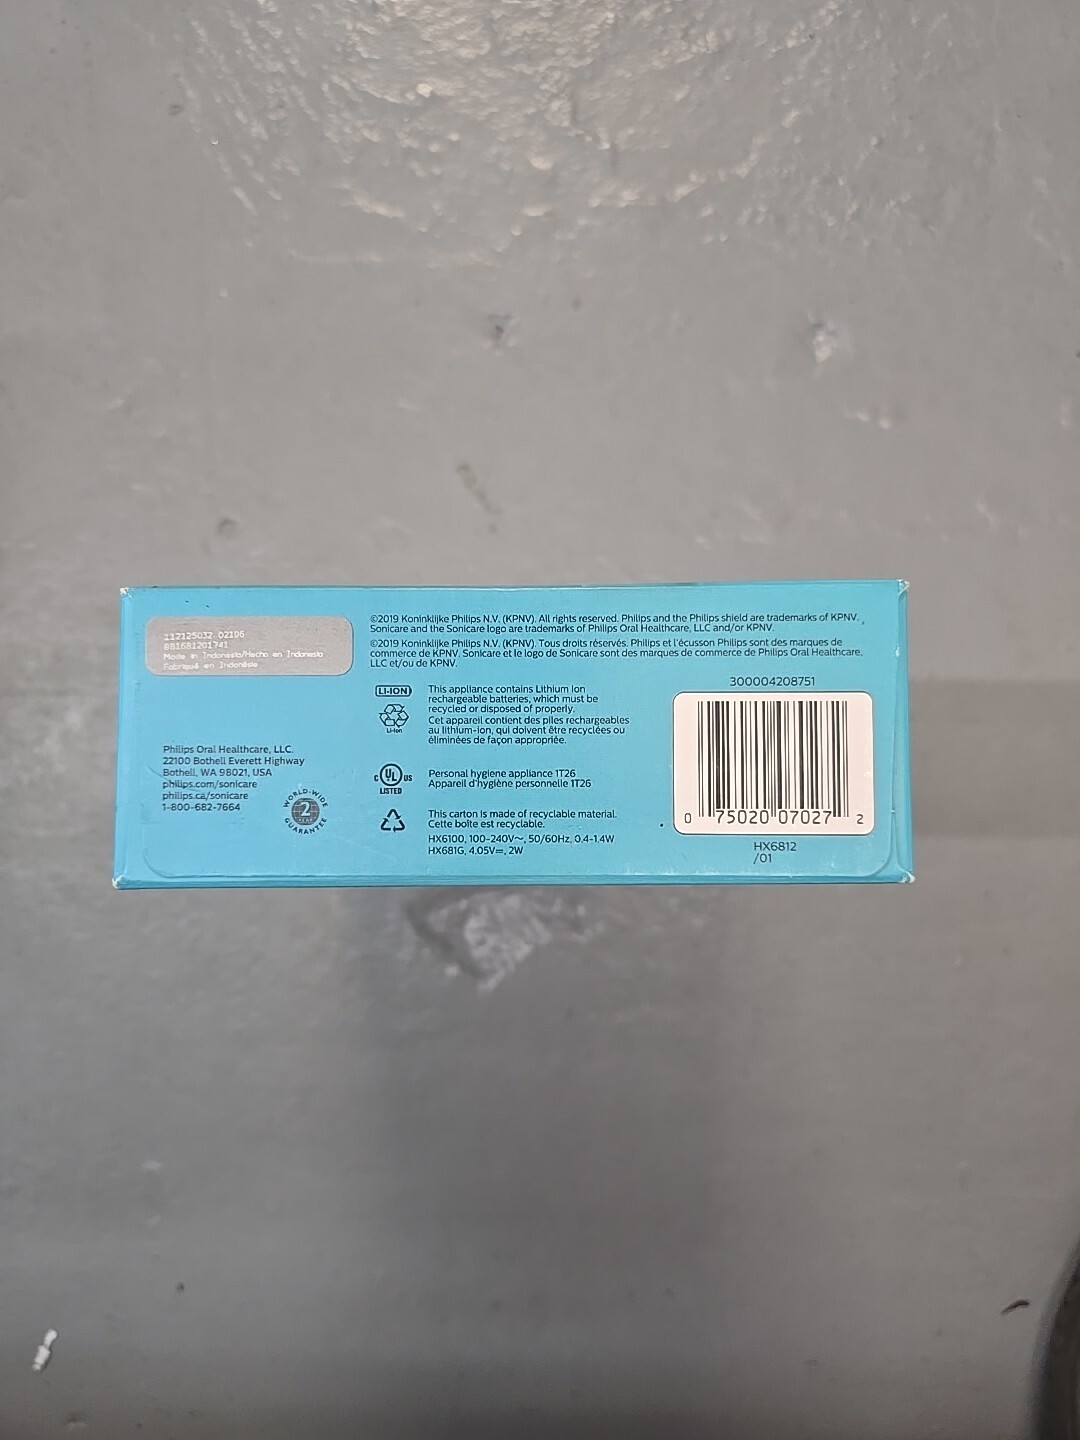 112125032 02196
881681201741
Made in Indonesia/Hecho en Indonesia
Fabriqué en Indonésie
©2019 Koninklijke Philips N.V. (KPNV). All rights reserved. Philips and the Philips shield are trademarks of KPNV.
Sonicare and the Sonicare logo are trademarks of Philips Oral Healthcare, LLC and/or KPNV.
©2019 Koninklijke Philips N.V. (KPNV). Tous droits réservés. Philips et l'écusson Philips sont des marques de
commerce de KPNV. Sonicare et le logo de Sonicare sont des marques de commerce de Philips Oral Healthcare,
LLC et/ou de KPNV.
LI-ION
Li-Ion
This appliance contains Lithium Ion
rechargeable batteries, which must be
recycled or disposed of properly.
Cet appareil contient des piles rechargeables
au lithium-ion, qui doivent être recyclées ou
éliminées de façon appropriée.
300004208751
0 75020 07027 2
HX6812
/01
Philips Oral Healthcare, LLC.
22100 Bothell Everett Highway
Bothell, WA 98021, USA
philips.com/sonicare
philips.ca/sonicare
1-800-682-7664
WORLD-WIDE
2
YEAR
GUARANTEE
C UL US
LISTED
Personal hygiene appliance 1T26
Appareil d'hygiène personnelle 1T26
This carton is made of recyclable material.
Cette boîte est recyclable.
HX6100, 100-240V~, 50/60Hz, 0.4-1.4W
HX681G, 4.05V⎓, 2W